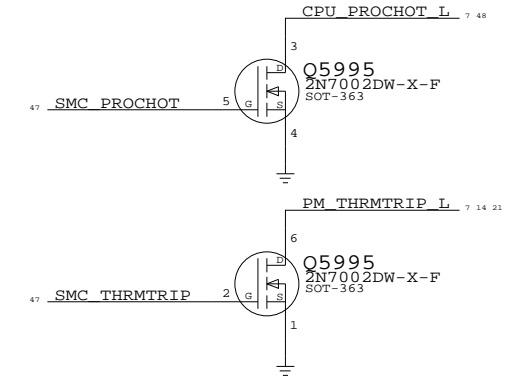 CPU_PROCHOT_L 7 48
3
D
Q5995
2N7002DW-X-F
SOT-363
47 SMC_PROCHOT 5 G S
4
PM_THRMTRIP_L 7 14 21
6
D
Q5995
2N7002DW-X-F
SOT-363
47 SMC_THRMTRIP 2 G S
1